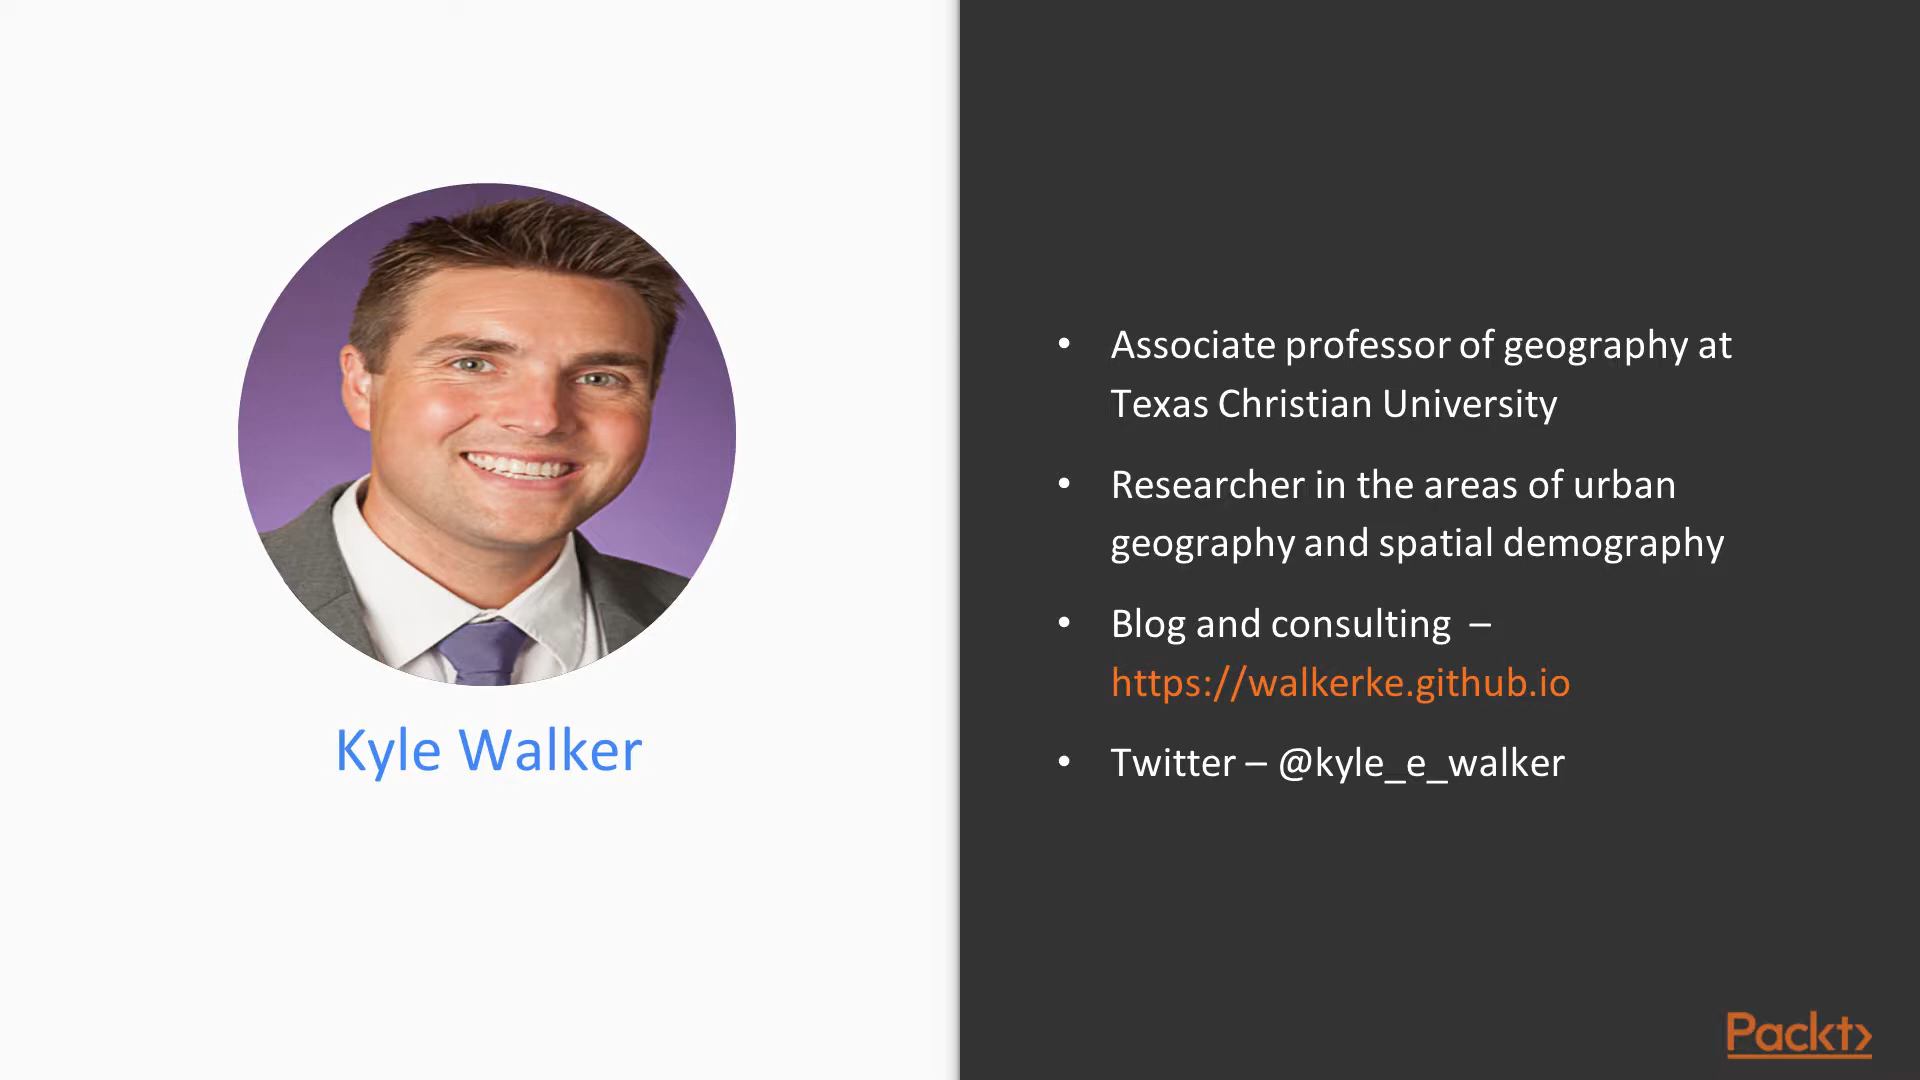 Kyle Walker
• Associate professor of geography at
Texas Christian University
• Researcher in the areas of urban
geography and spatial demography
• Blog and consulting –
https://walkerke.github.io
• Twitter – @kyle_e_walker
Packt>